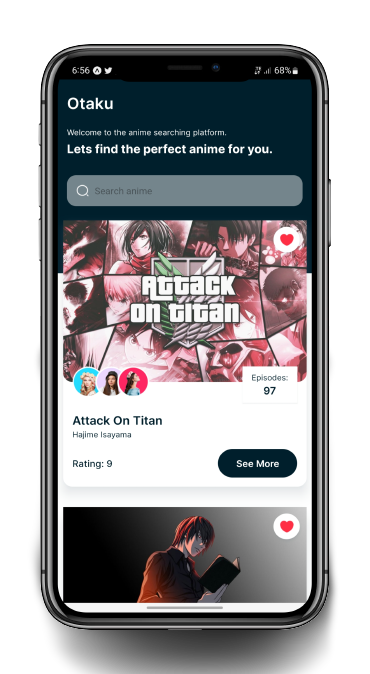 6:56 68%
Otaku
Welcome to the anime searching platform.
Lets find the perfect anime for you.
Search anime
Attack
on titan
Episodes:
97
Attack On Titan
Hajime Isayama
Rating: 9
See More